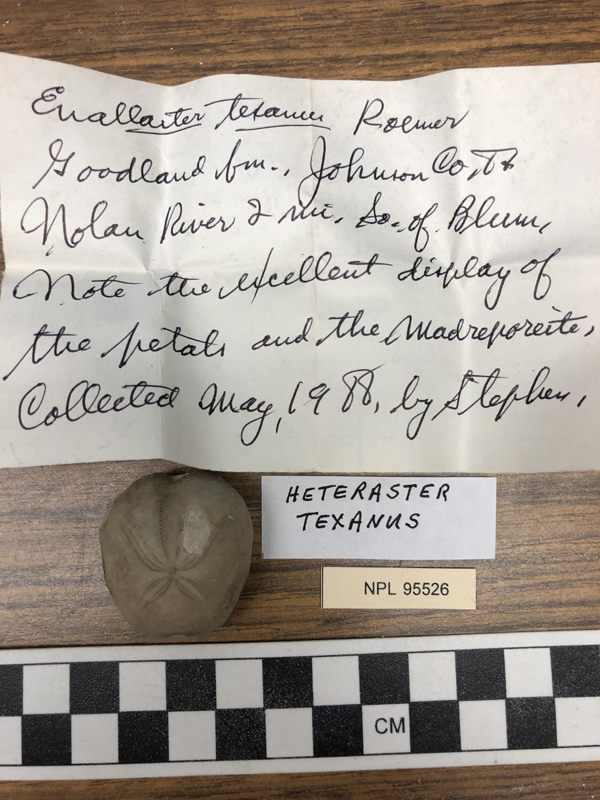 Enallaster texanus Roemer
Goodland fm., Johnson Co, Tx
Nolan River 2 mi. So. of Blum,
Note the excellent display of
the petals and the Madreporite,
Collected May, 1988, by Stephen,
HETERASTER
TEXANUS
NPL 95526
CM